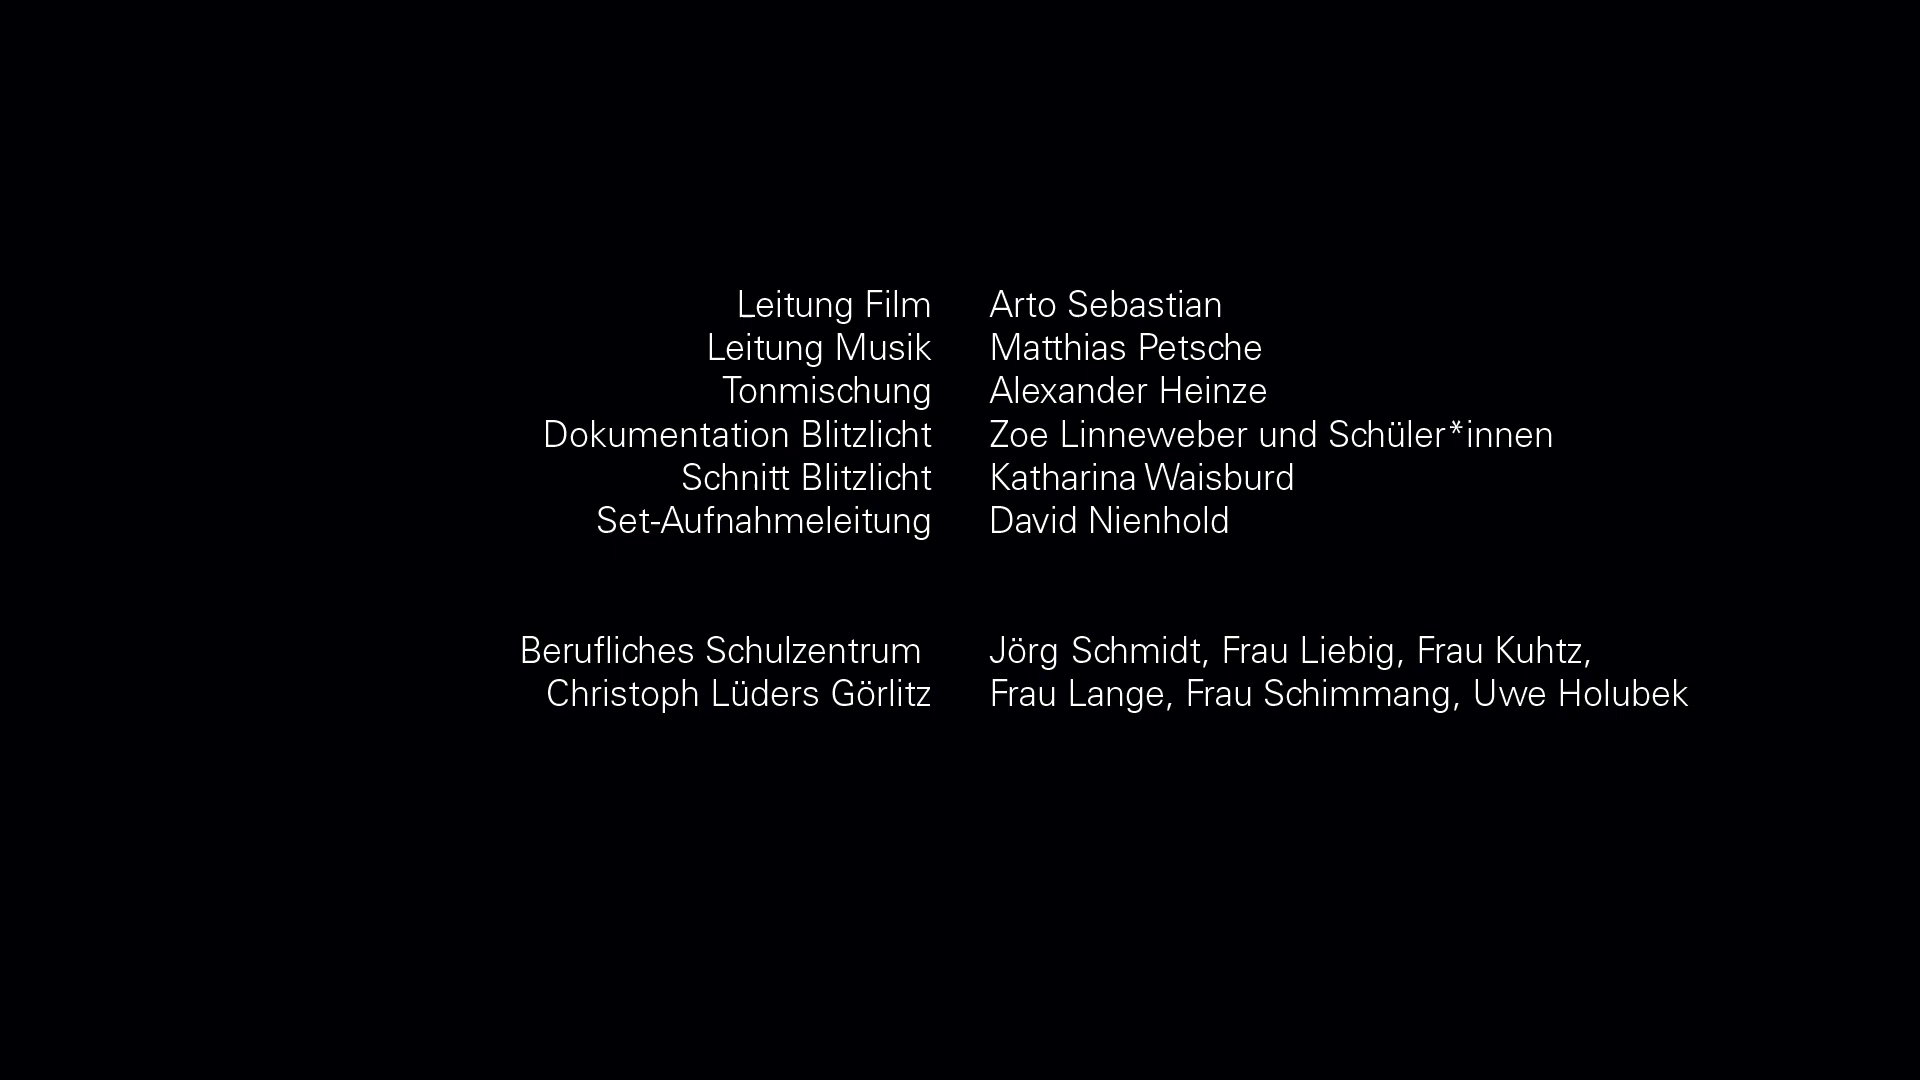 Leitung Film Arto Sebastian
Leitung Musik Matthias Petsche
Tonmischung Alexander Heinze
Dokumentation Blitzlicht Zoe Linneweber und Schüler*innen
Schnitt Blitzlicht Katharina Waisburd
Set-Aufnahmeleitung David Nienhold
Berufliches Schulzentrum Jörg Schmidt, Frau Liebig, Frau Kuhtz,
Christoph Lüders Görlitz Frau Lange, Frau Schimmang, Uwe Holubek